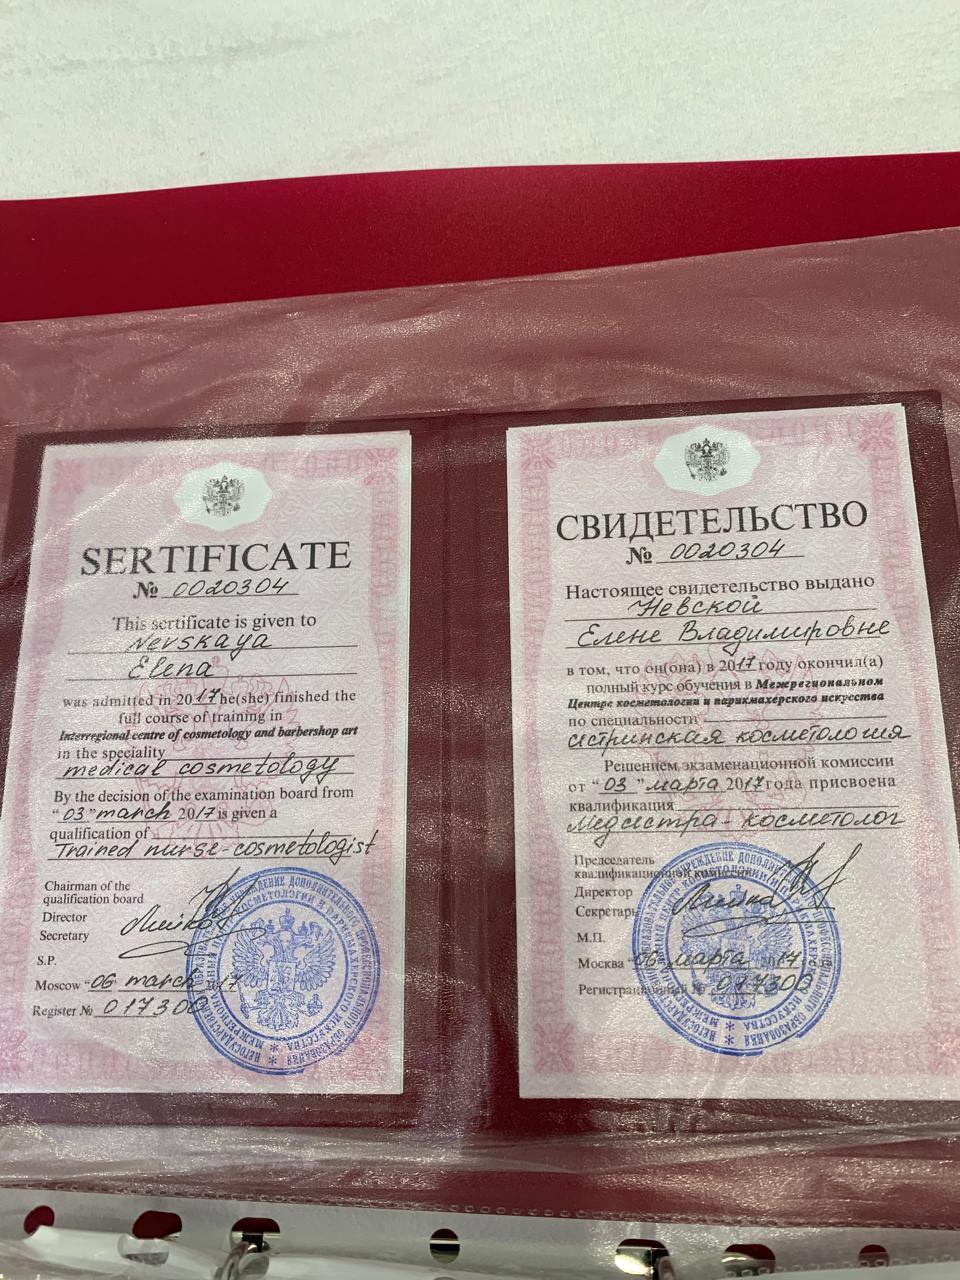 SERTIFICATE
№ 0020304
This sertificate is given to
Nevskaya
Elena
was admitted in 2017 he(she) finished the
full course of training in
Interregional centre of cosmetology and barbershop art
in the speciality
medical cosmetology
By the decision of the examination board from
"03" march 2017 is given a
qualification of
Trained nurse-cosmetologist
Chairman of the
qualification board
Director
Secretary
S.P.
Moscow "06 march 2017
Register № 017300
СВИДЕТЕЛЬСТВО
№ 0020304
Настоящее свидетельство выдано
Невской
Елене Владимировне
в том, что он(она) в 2017 году окончил(а)
полный курс обучения в Межрегиональном
Центре косметологии и парикмахерского искусства
по специальности
сестринская косметология
Решением экзаменационной комиссии
от "03" марта 2017 года присвоена
квалификация
Медсестра-косметолог
Председатель
квалификационной комиссии
Директор
Секретарь
М.П.
Москва "06 марта 2017
Регистрационный № 017300